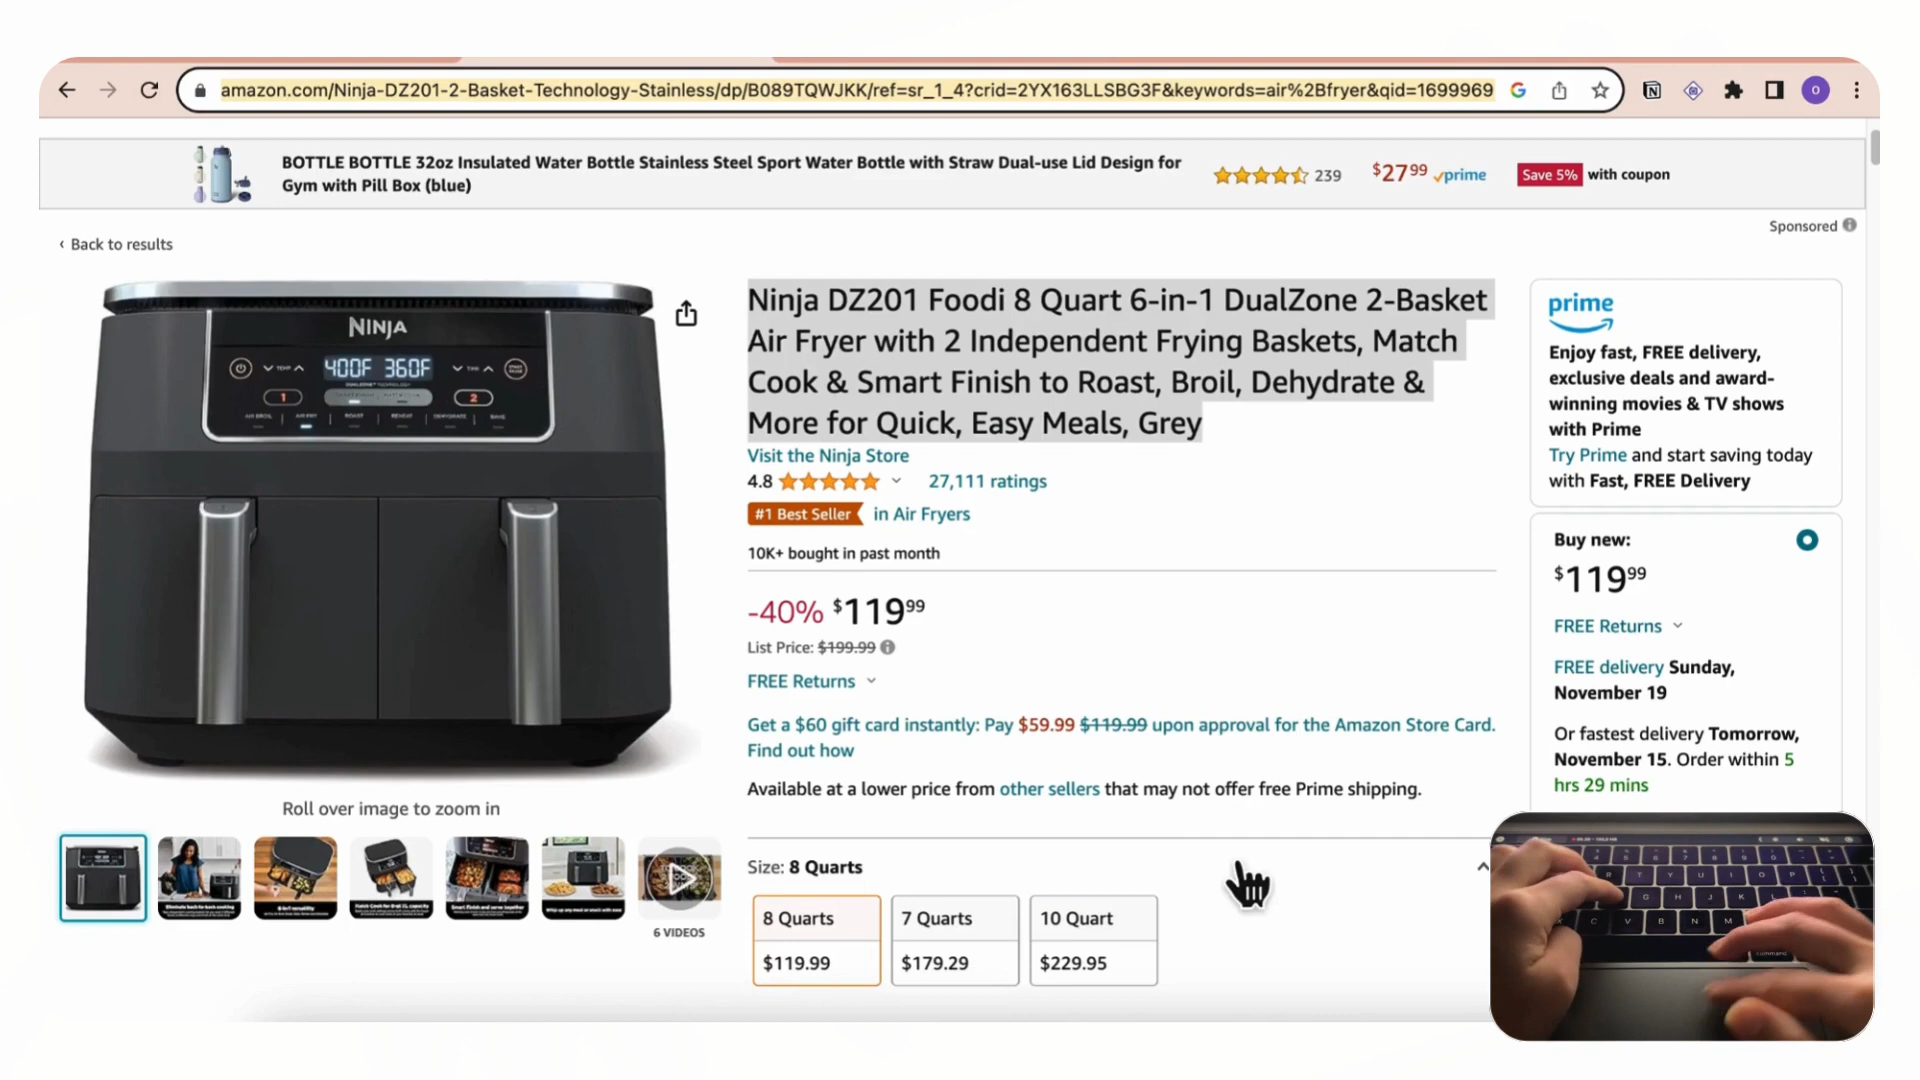 amazon.com/Ninja-DZ201-2-Basket-Technology-Stainless/dp/B089TQWJKK/ref=sr_1_4?crid=2YX163LLSBG3F&keywords=air%2Bfryer&qid=1699969
BOTTLE BOTTLE 32oz Insulated Water Bottle Stainless Steel Sport Water Bottle with Straw Dual-use Lid Design for
Gym with Pill Box (blue)
239
$27.99 prime
Save 5% with coupon
Sponsored
‹ Back to results
NINJA
400F 360F
TEMP
TIME
1
2
AIR BROIL
AIR FRY
ROAST
REHEAT
DEHYDRATE
BAKE
Roll over image to zoom in
6 VIDEOS
Ninja DZ201 Foodi 8 Quart 6-in-1 DualZone 2-Basket
Air Fryer with 2 Independent Frying Baskets, Match
Cook & Smart Finish to Roast, Broil, Dehydrate &
More for Quick, Easy Meals, Grey
Visit the Ninja Store
4.8
27,111 ratings
#1 Best Seller in Air Fryers
10K+ bought in past month
-40% $119.99
List Price: $199.99
FREE Returns
Get a $60 gift card instantly: Pay $59.99 $119.99 upon approval for the Amazon Store Card.
Find out how
Available at a lower price from other sellers that may not offer free Prime shipping.
Size: 8 Quarts
8 Quarts
$119.99
7 Quarts
$179.29
10 Quart
$229.95
prime
Enjoy fast, FREE delivery,
exclusive deals and award-
winning movies & TV shows
with Prime
Try Prime and start saving today
with Fast, FREE Delivery
Buy new:
$119.99
FREE Returns
FREE delivery Sunday,
November 19
Or fastest delivery Tomorrow,
November 15. Order within 5
hrs 29 mins